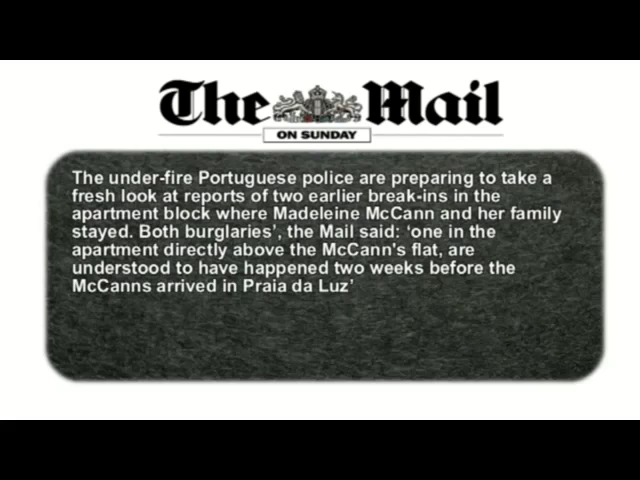 The Mail
ON SUNDAY
The under-fire Portuguese police are preparing to take a
fresh look at reports of two earlier break-ins in the
apartment block where Madeleine McCann and her family
stayed. Both burglaries’, the Mail said: ‘one in the
apartment directly above the McCann's flat, are
understood to have happened two weeks before the
McCanns arrived in Praia da Luz’